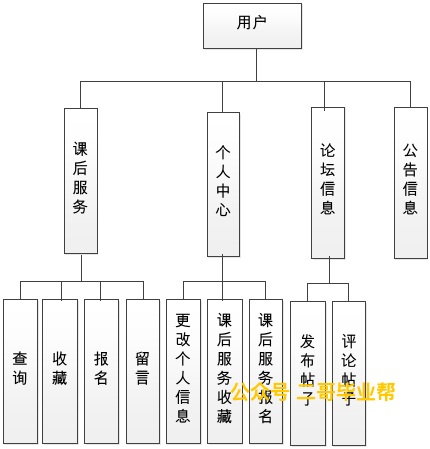 用户
课后服务
个人中心
论坛信息
公告信息
查询
收藏
报名
留言
更改个人信息
课后服务收藏
课后服务报名
发布帖子
评论帖子
公众号 二哥毕业帮